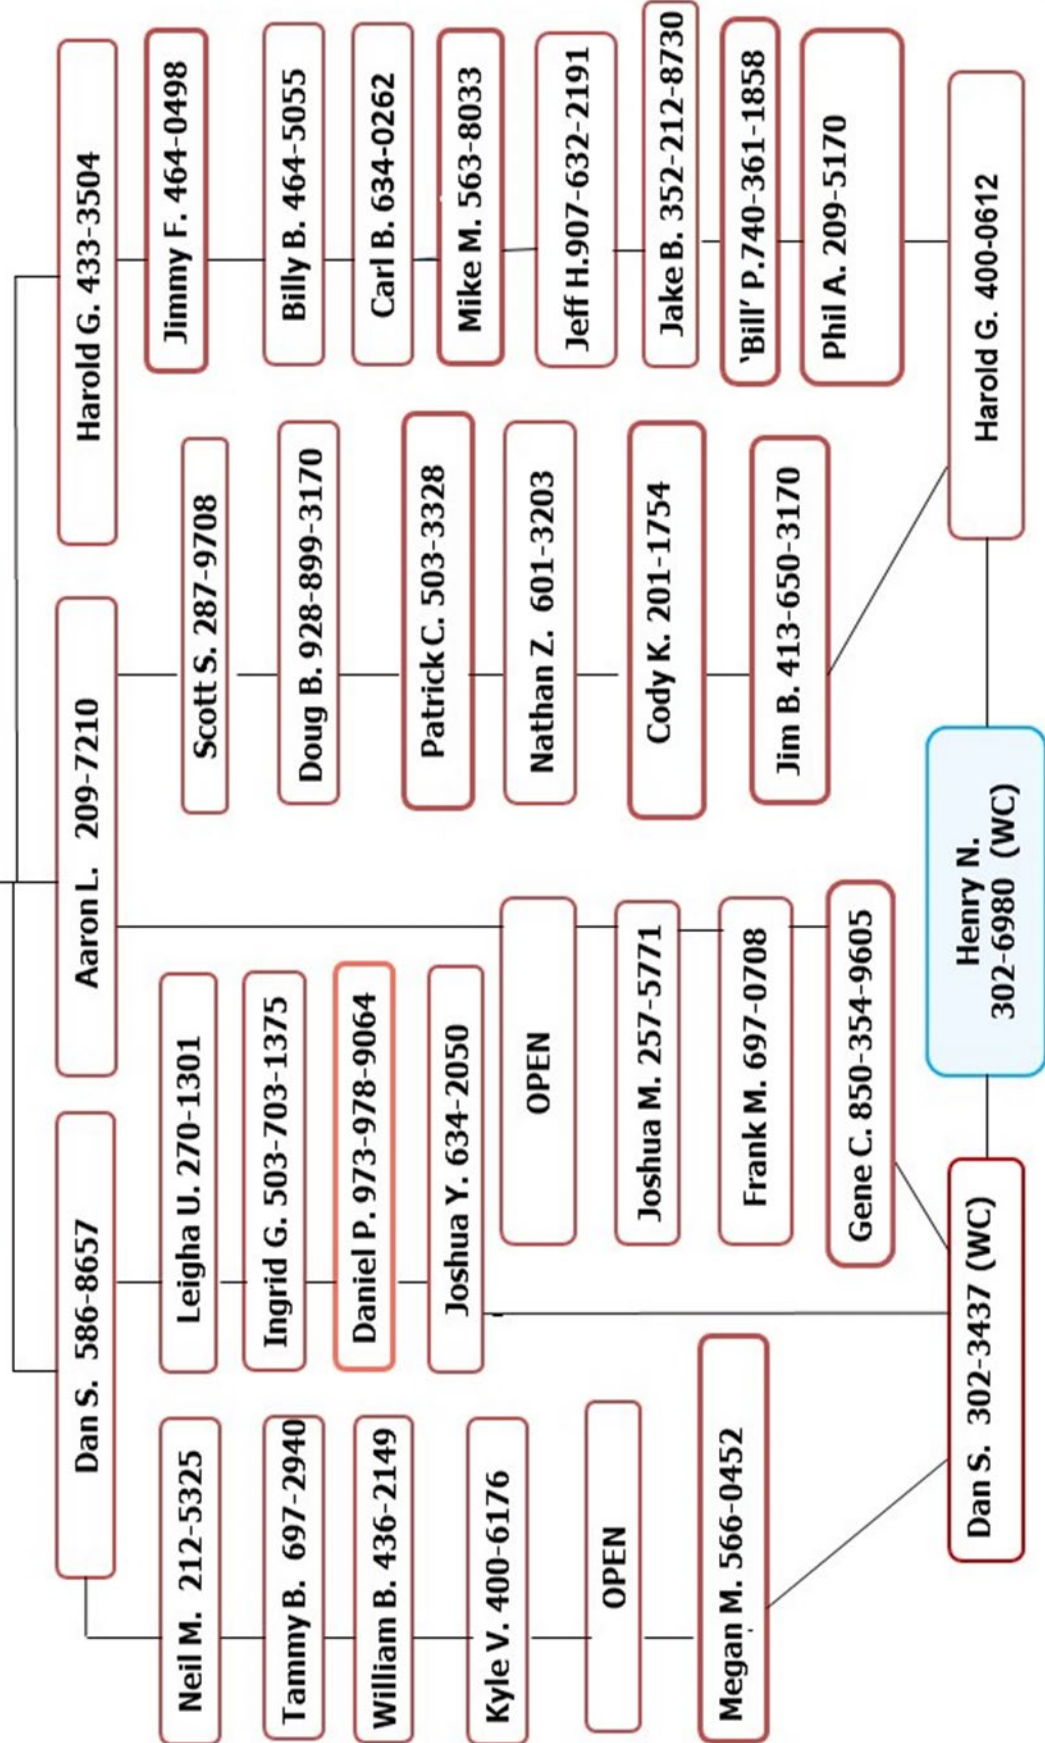 Dan S. 586-8657
Aaron L. 209-7210
Harold G. 433-3504
Neil M. 212-5325
Tammy B. 697-2940
William B. 436-2149
Kyle V. 400-6176
OPEN
Megan M. 566-0452
Leigha U. 270-1301
Ingrid G. 503-703-1375
Daniel P. 973-978-9064
Joshua Y. 634-2050
OPEN
Joshua M. 257-5771
Frank M. 697-0708
Gene C. 850-354-9605
Scott S. 287-9708
Doug B. 928-899-3170
Patrick C. 503-3328
Nathan Z. 601-3203
Cody K. 201-1754
Jim B. 413-650-3170
Jimmy F. 464-0498
Billy B. 464-5055
Carl B. 634-0262
Mike M. 563-8033
Jeff H.907-632-2191
Jake B. 352-212-8730
‘Bill’ P.740-361-1858
Phil A. 209-5170
Dan S. 302-3437 (WC)
Henry N.
302-6980 (WC)
Harold G. 400-0612